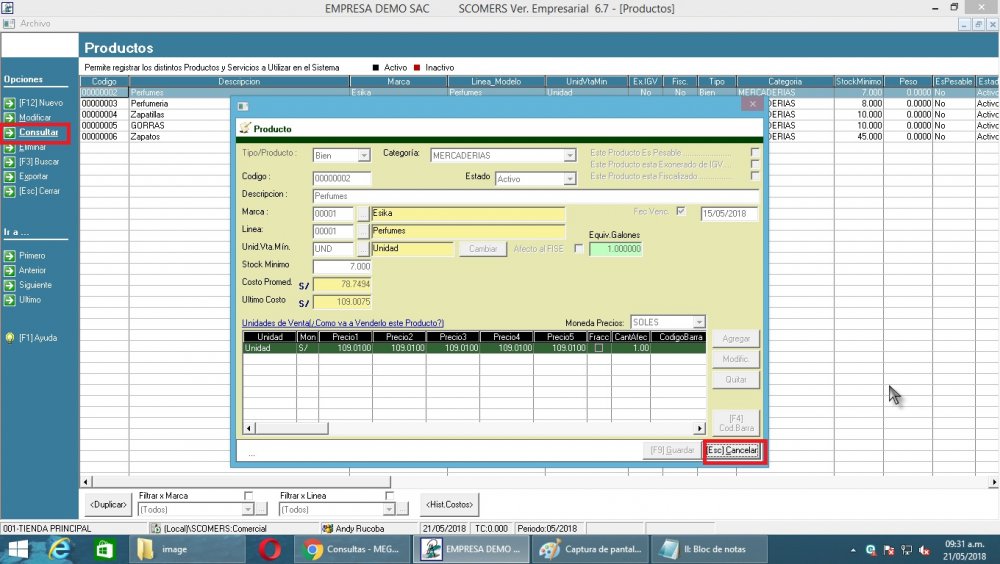 EMPRESA DEMO SAC SCOMERS Ver. Empresarial 6.7 - [Productos]
Archivo
Productos
Permite registrar los distintos Productos y Servicios a Utilizar en el Sistema Activo Inactivo
Opciones
[F12] Nuevo
Modificar
Consultar
Eliminar
[F3] Buscar
Exportar
[Esc] Cerrar
Ir a ...
Primero
Anterior
Siguiente
Ultimo
[F1] Ayuda
Codigo Descripcion Marca Linea_Modelo UnidVtaMin Ex.IGV Fisc. Tipo Categoria StockMinimo Peso EsPesable Estad
00000002 Perfumes Esika Perfumes Unidad No No Bien MERCADERIAS 7.000 0.0000 No Activo
00000003 Perfumeria DERIAS 8.000 0.0000 No Activo
00000004 Zapatillas DERIAS 10.000 0.0000 No Activo
00000005 GORRAS DERIAS 10.000 0.0000 No Activo
00000006 Zapatos DERIAS 45.000 0.0000 No Activo
Producto
Tipo/Producto : Bien Categoría: MERCADERIAS Este Producto Es Pesable
Este Producto esta Exonerado de IGV
Codigo : 00000002 Estado Activo Este Producto esta Fiscalizado
Descripcion : Perfumes
Marca : 00001 ... Esika Fec Venc. 15/05/2018
Linea: 00001 ... Perfumes Equiv.Galones
Unid.Vta.Mín. UND ... Unidad Cambiar Afecto al FISE 1.000000
Stock Minimo 7.000
Costo Promed. S/ 78.7494
Ultimo Costo S/ 109.0075
Unidades de Venta(¿Como va a Venderlo este Producto?) Moneda Precios: SOLES
Unidad Mon Precio1 Precio2 Precio3 Precio4 Precio5 Fracc CantAfec CodigoBarra
Unidad S/ 109.0100 109.0100 109.0100 109.0100 109.0100 1.00
Agregar
Modific.
Quitar
[F4]
Cod.Barra
... [F9] Guardar [Esc] Cancelar
<Duplicar> Filtrar x Marca (Todos) ... Filtrar x Linea (Todos) ... <Hist.Costos>
001-TIENDA PRINCIPAL (Local)\SCOMERS:Comercial Andy Rucoba 21/05/2018 TC:0.000 Periodo:05/2018
image Consultas - MEG... EMPRESA DEMO ... Captura de pantal... II: Bloc de notas
09:31 a.m.
21/05/2018